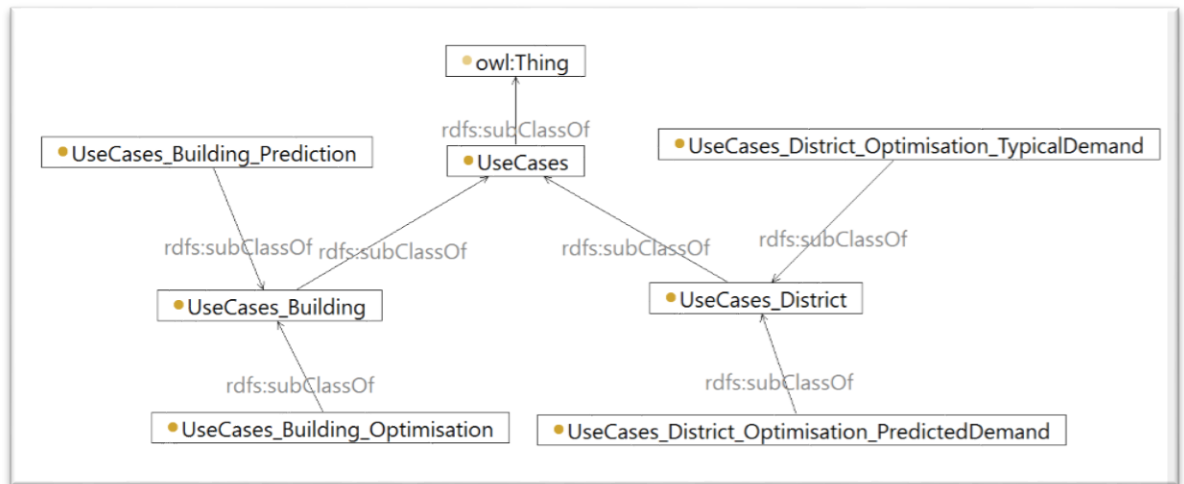 owl:Thing
rdfs:subClassOf
UseCases_Building_Prediction
UseCases
UseCases_District_Optimisation_TypicalDemand
rdfs:subClassOf
rdfs:subClassOf
rdfs:subClassOf
rdfs:subClassOf
UseCases_Building
UseCases_District
rdfs:subClassOf
rdfs:subClassOf
UseCases_Building_Optimisation
UseCases_District_Optimisation_PredictedDemand